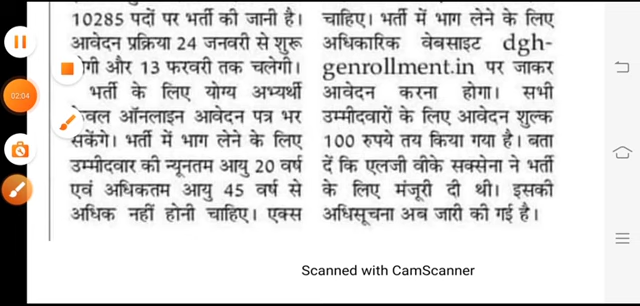 10285 पदों पर भर्ती की जानी है।
आवेदन प्रक्रिया 24 जनवरी से शुरू
और 13 फरवरी तक चलेगी।
भर्ती के लिए योग्य अभ्यर्थी
ऑनलाइन आवेदन पत्र भर
सकेंगे। भर्ती में भाग लेने के लिए
उम्मीदवार की न्यूनतम आयु 20 वर्ष
एवं अधिकतम आयु 45 वर्ष से
अधिक नहीं होनी चाहिए। एक्स
चाहिए। भर्ती में भाग लेने के लिए
अधिकारिक वेबसाइट dgh-
genrollment.in पर जाकर
आवेदन करना होगा। सभी
उम्मीदवारों के लिए आवेदन शुल्क
100 रुपये तय किया गया है। बता
दें कि एलजी वीके सक्सेना ने भर्ती
के लिए मंजूरी दी थी। इसकी
अधिसूचना अब जारी की गई है।
Scanned with CamScanner
02:04